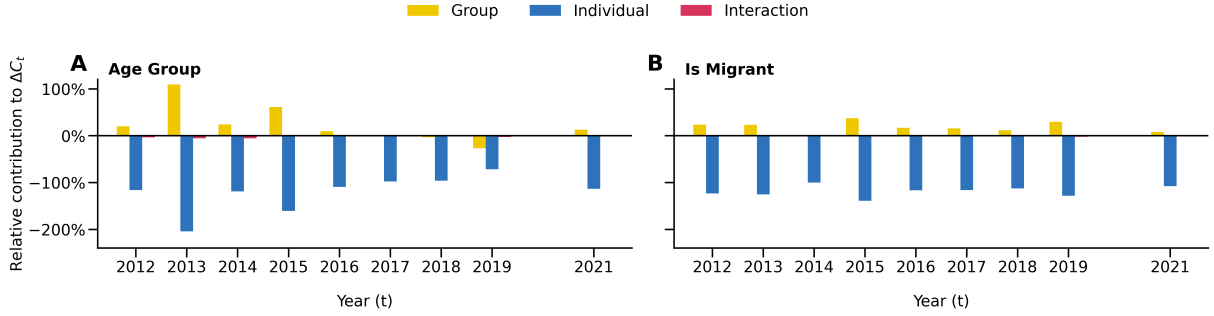 Group Individual Interaction
A Age Group
B Is Migrant
Relative contribution to ΔCₜ
100%
0%
−100%
−200%
2012 2013 2014 2015 2016 2017 2018 2019 2021
2012 2013 2014 2015 2016 2017 2018 2019 2021
Year (t)
Year (t)